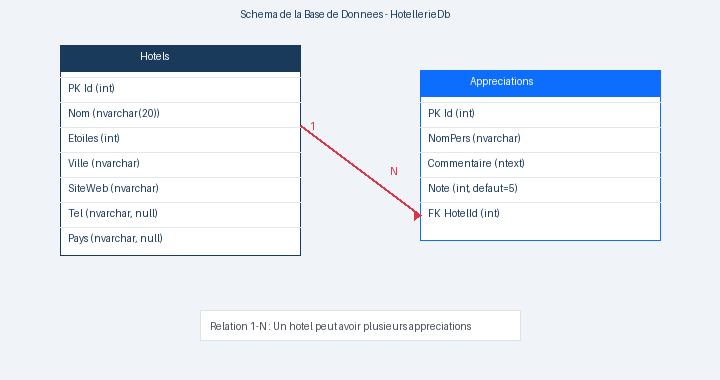 Schema de la Base de Donnees - HotellerieDb
Hotels
PK Id (int)
Nom (nvarchar(20))
Etoiles (int)
Ville (nvarchar)
SiteWeb (nvarchar)
Tel (nvarchar, null)
Pays (nvarchar, null)
1
N
Appreciations
PK Id (int)
NomPers (nvarchar)
Commentaire (ntext)
Note (int, defaut=5)
FK HotelId (int)
Relation 1-N : Un hotel peut avoir plusieurs appreciations